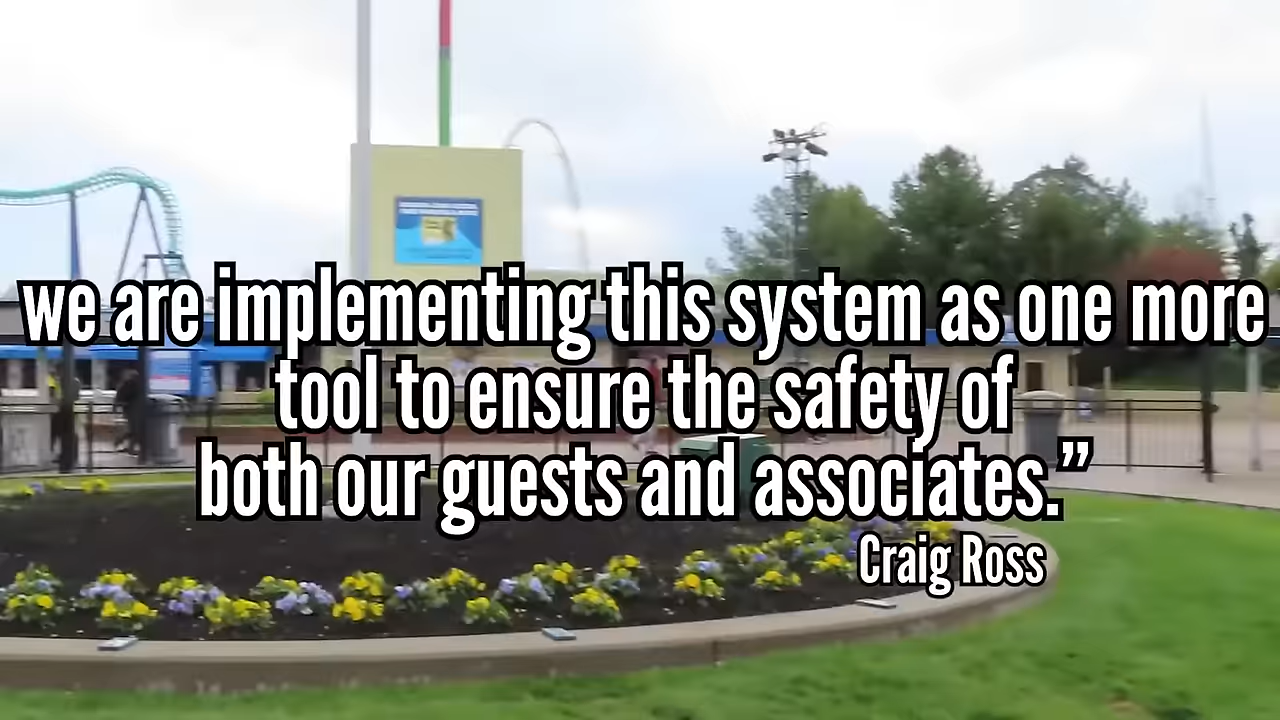 we are implementing this system as one more
tool to ensure the safety of
both our guests and associates.”
Craig Ross